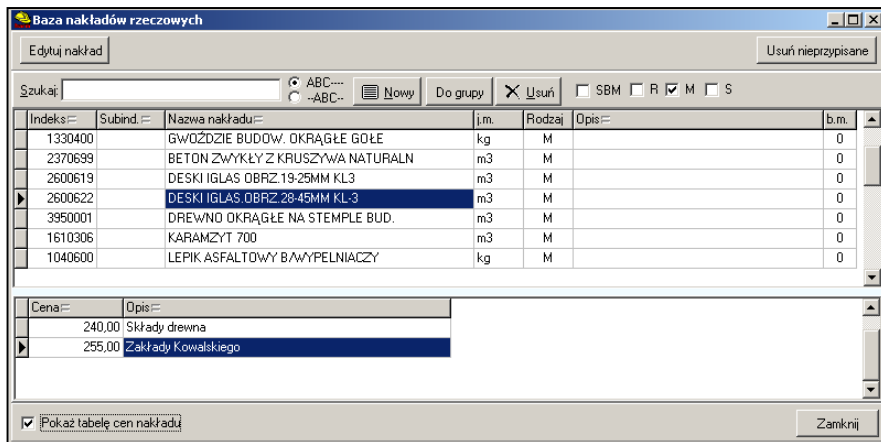 Baza nakładów rzeczowych
Edytuj nakład Usuń nieprzypisane
Szukaj: ABC---- --ABC-- Nowy Do grupy Usuń SBM R M S
Indeks Subind. Nazwa nakładu j.m. Rodzaj Opis b.m.
1330400 GWOŹDZIE BUDOW. OKRĄGŁE GOŁE kg M 0
2370699 BETON ZWYKŁY Z KRUSZYWA NATURALN m3 M 0
2600619 DESKI IGLAS OBRZ.19-25MM KL3 m3 M 0
2600622 DESKI IGLAS.OBRZ.28-45MM KL-3 m3 M 0
3950001 DREWNO OKRĄGŁE NA STEMPLE BUD. m3 M 0
1610306 KARAMZYT 700 m3 M 0
1040600 LEPIK ASFALTOWY B/WYPELNIACZY kg M 0
Cena Opis
240,00 Składy drewna
255,00 Zakłady Kowalskiego
Pokaż tabelę cen nakładu Zamknij